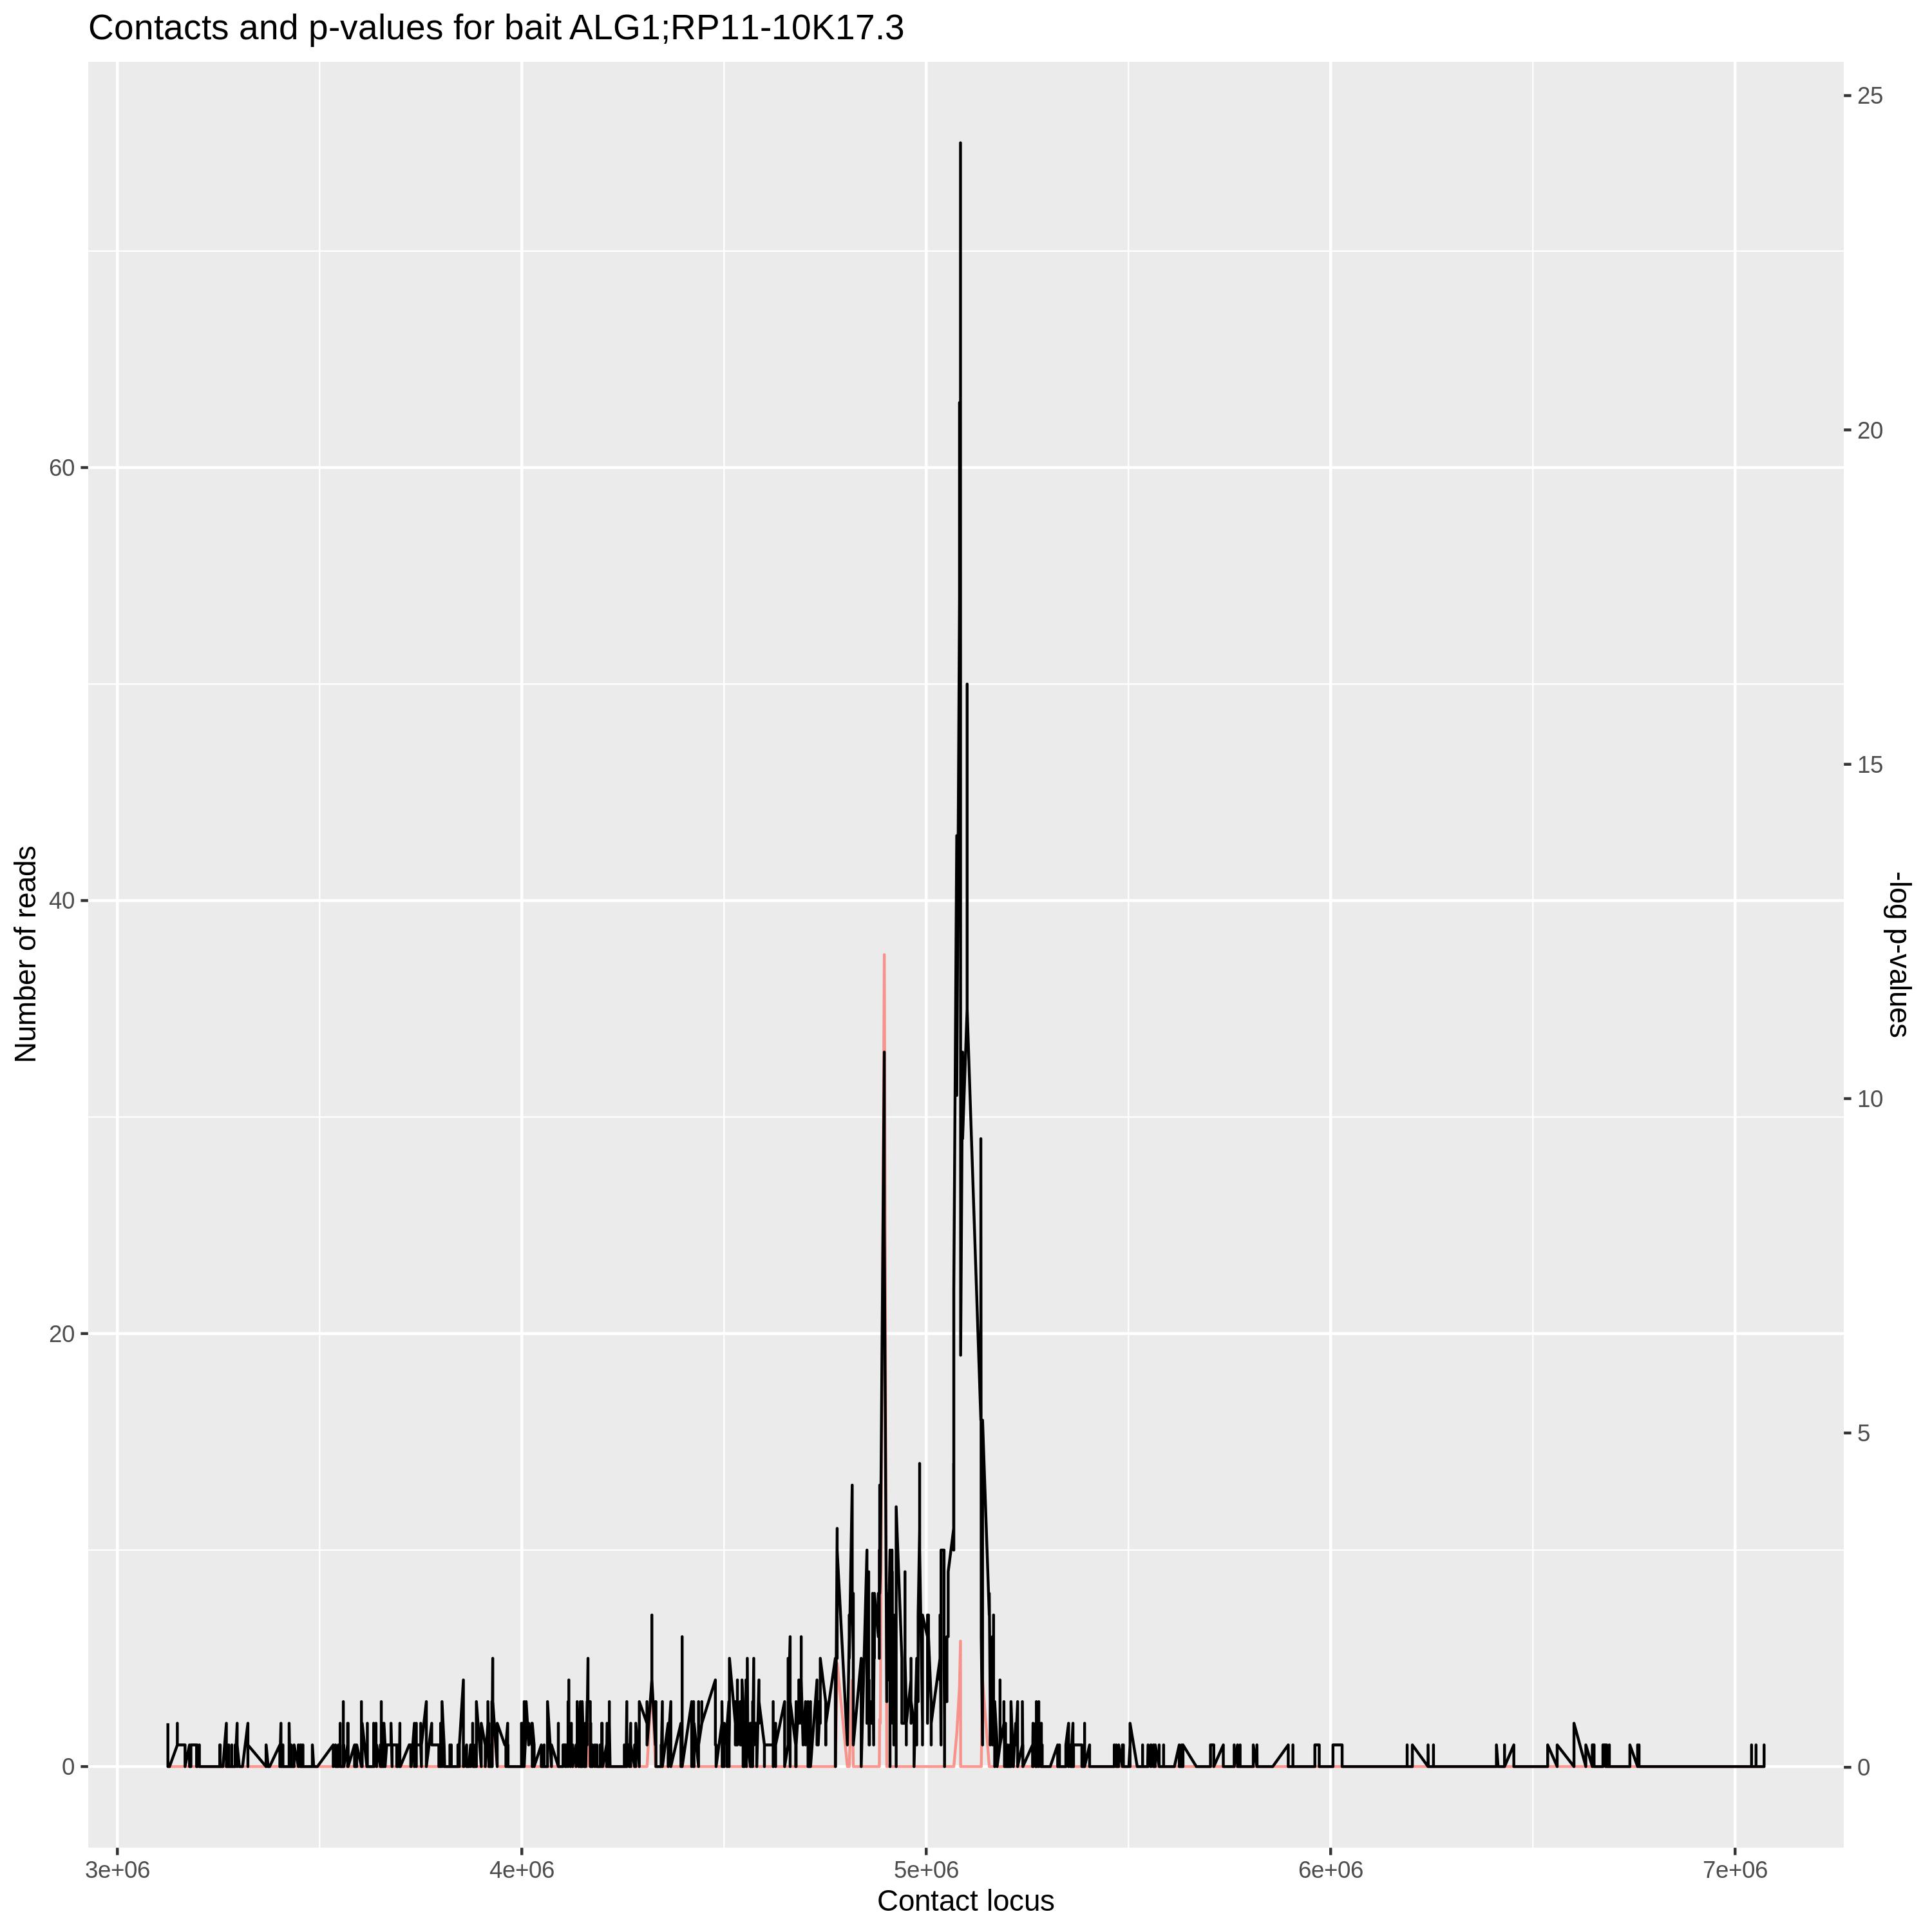 Contacts and p-values for bait ALG1;RP11-10K17.3
Number of reads
60
40
20
0
25
20
15
10
5
0
-log p-values
3e+06 4e+06 5e+06 6e+06 7e+06
Contact locus